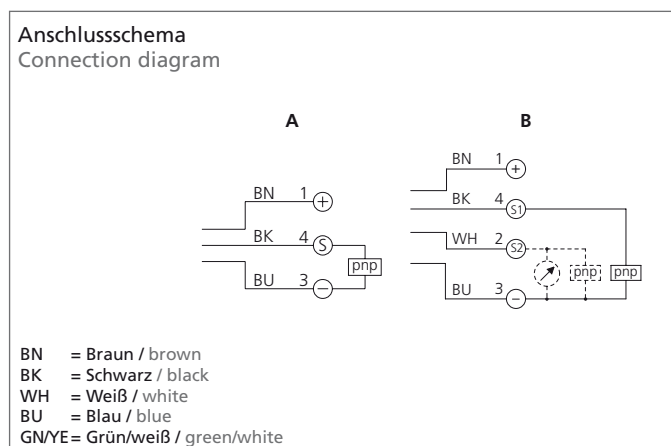 Anschlussschema
Connection diagram
A
BN 1 +
BK 4 S
pnp
BU 3 −
B
BN 1 +
BK 4 S1
WH 2 S2
pnp pnp
BU 3 −
BN = Braun / brown
BK = Schwarz / black
WH = Weiß / white
BU = Blau / blue
GN/YE= Grün/weiß / green/white